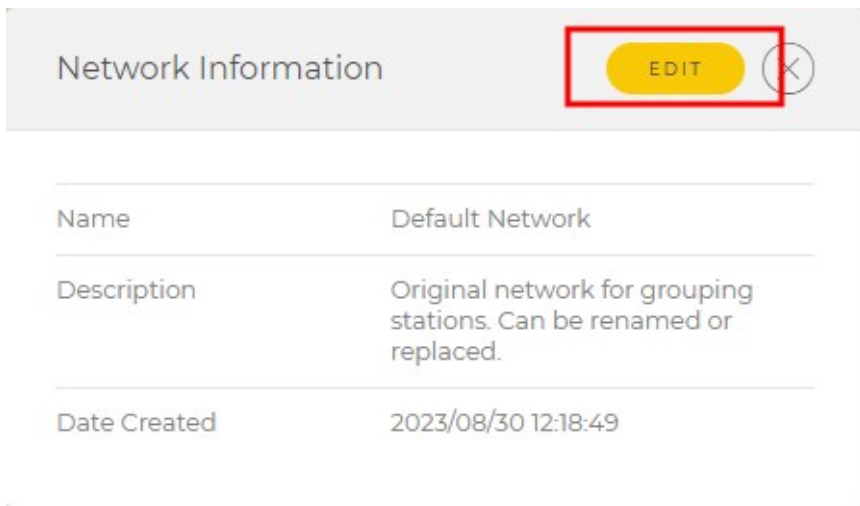 Network Information
EDIT
Name
Default Network
Description
Original network for grouping
stations. Can be renamed or
replaced.
Date Created
2023/08/30 12:18:49